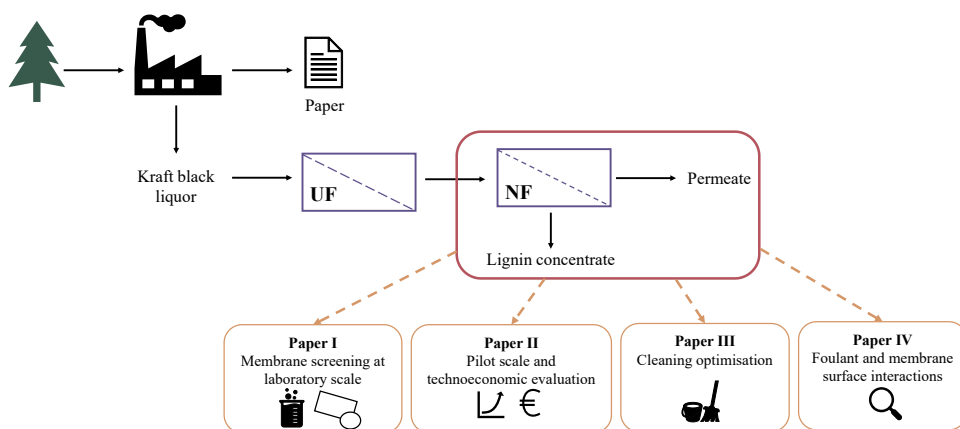 Paper
Kraft black
liquor
UF
NF
Permeate
Lignin concentrate
Paper I
Membrane screening at
laboratory scale
Paper II
Pilot scale and
technoeconomic evaluation
€
Paper III
Cleaning optimisation
Paper IV
Foulant and membrane
surface interactions